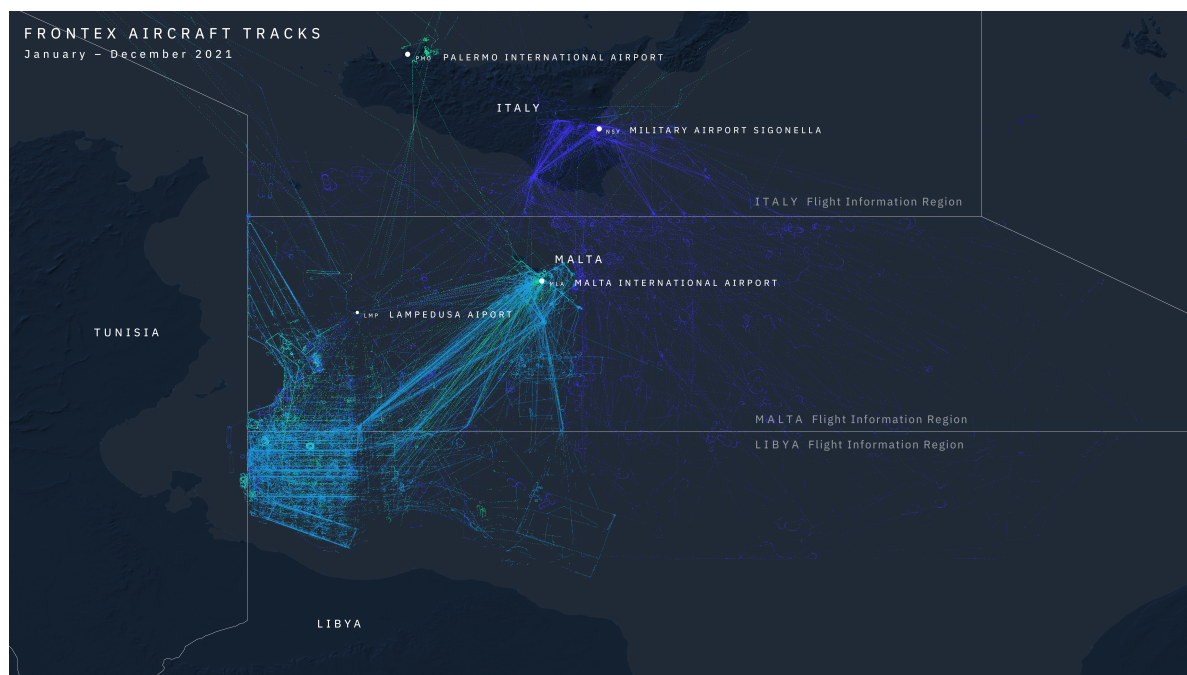 FRONTEX AIRCRAFT TRACKS
January – December 2021
PMO PALERMO INTERNATIONAL AIRPORT
ITALY
NSY MILITARY AIRPORT SIGONELLA
ITALY Flight Information Region
MALTA
MLA MALTA INTERNATIONAL AIRPORT
LMP LAMPEDUSA AIPORT
TUNISIA
MALTA Flight Information Region
LIBYA Flight Information Region
LIBYA